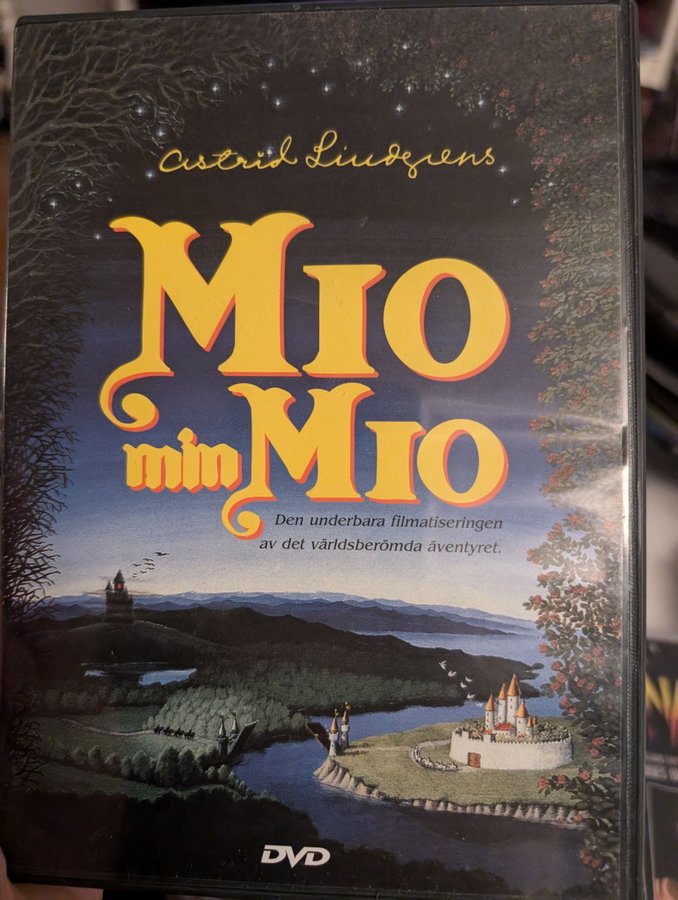 Astrid Lindgrens
MIO
min MIO
Den underbara filmatiseringen
av det världsberömda äventyret.
DVD